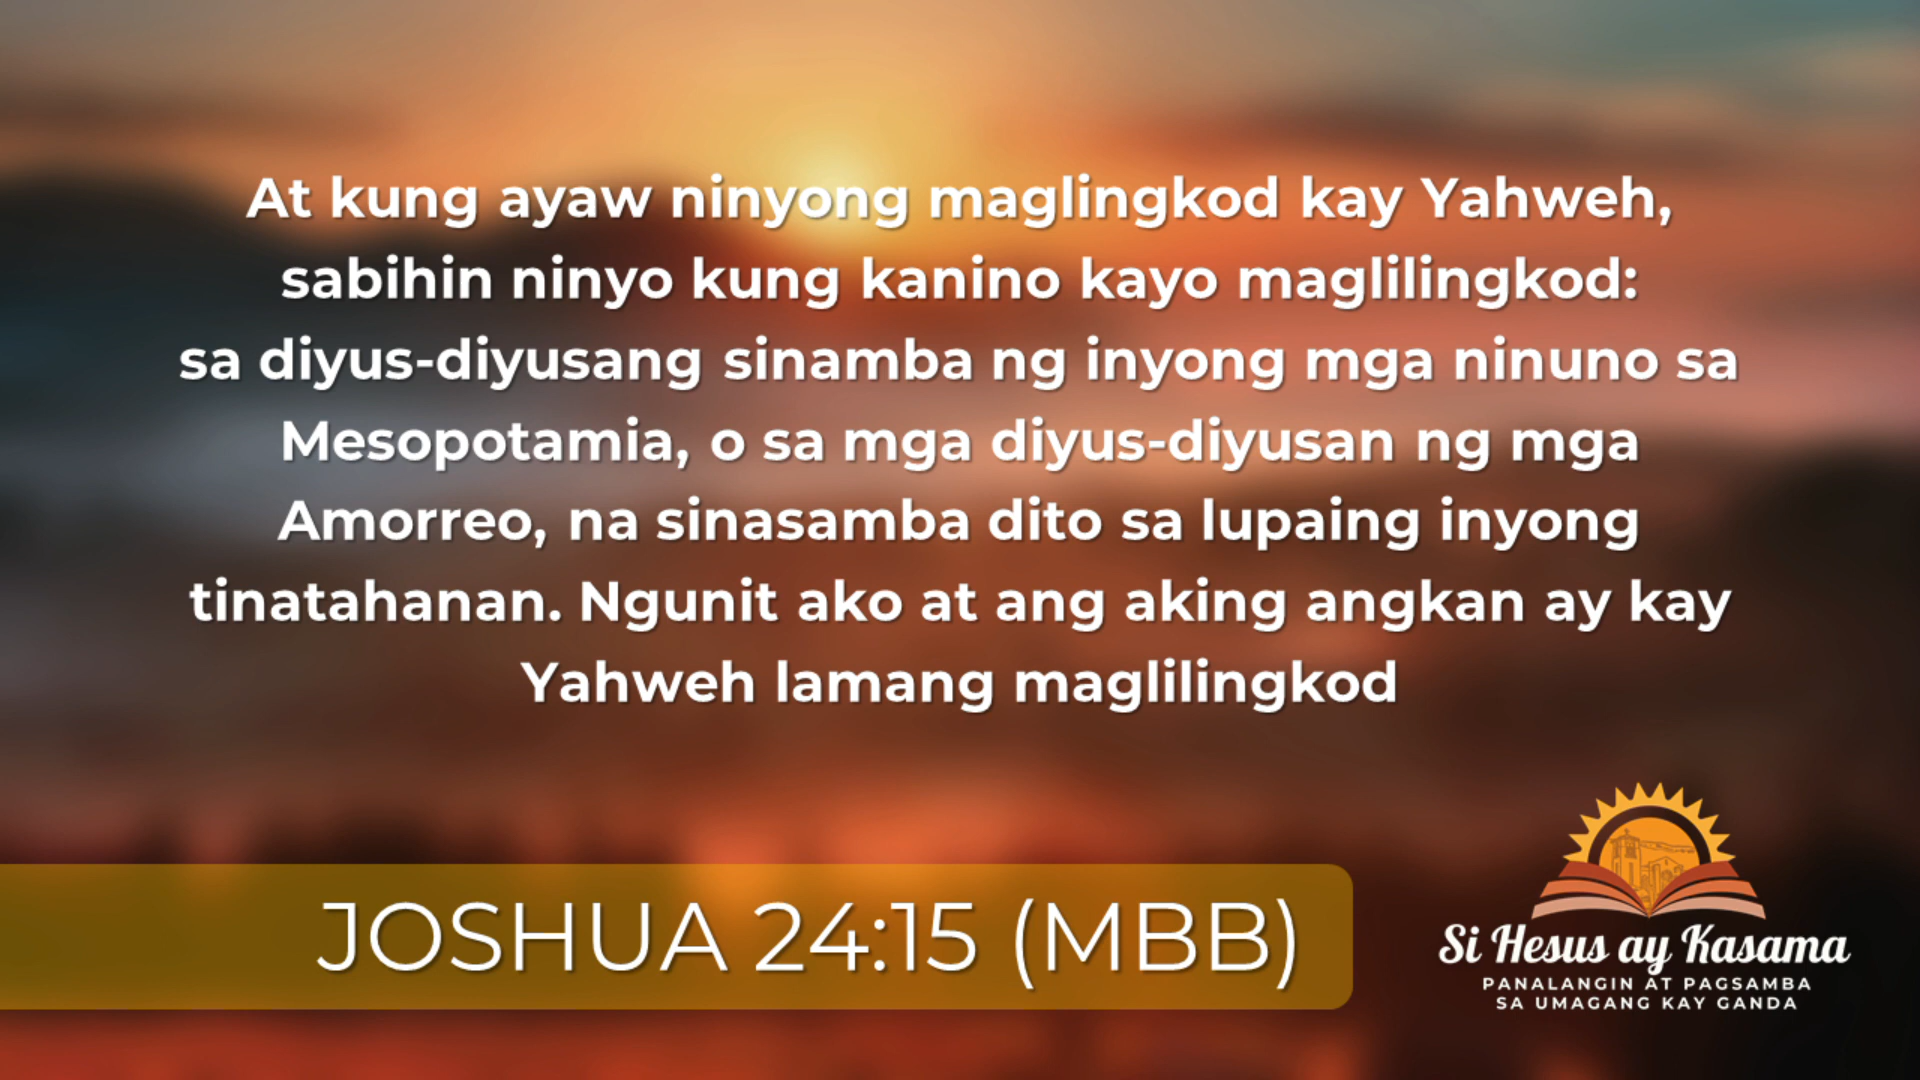 At kung ayaw ninyong maglingkod kay Yahweh,
sabihin ninyo kung kanino kayo maglilingkod:
sa diyus-diyusang sinamba ng inyong mga ninuno sa
Mesopotamia, o sa mga diyus-diyusan ng mga
Amorreo, na sinasamba dito sa lupaing inyong
tinatahanan. Ngunit ako at ang aking angkan ay kay
Yahweh lamang maglilingkod
JOSHUA 24:15 (MBB)
Si Hesus ay Kasama
PANALANGIN AT PAGSAMBA
SA UMAGANG KAY GANDA